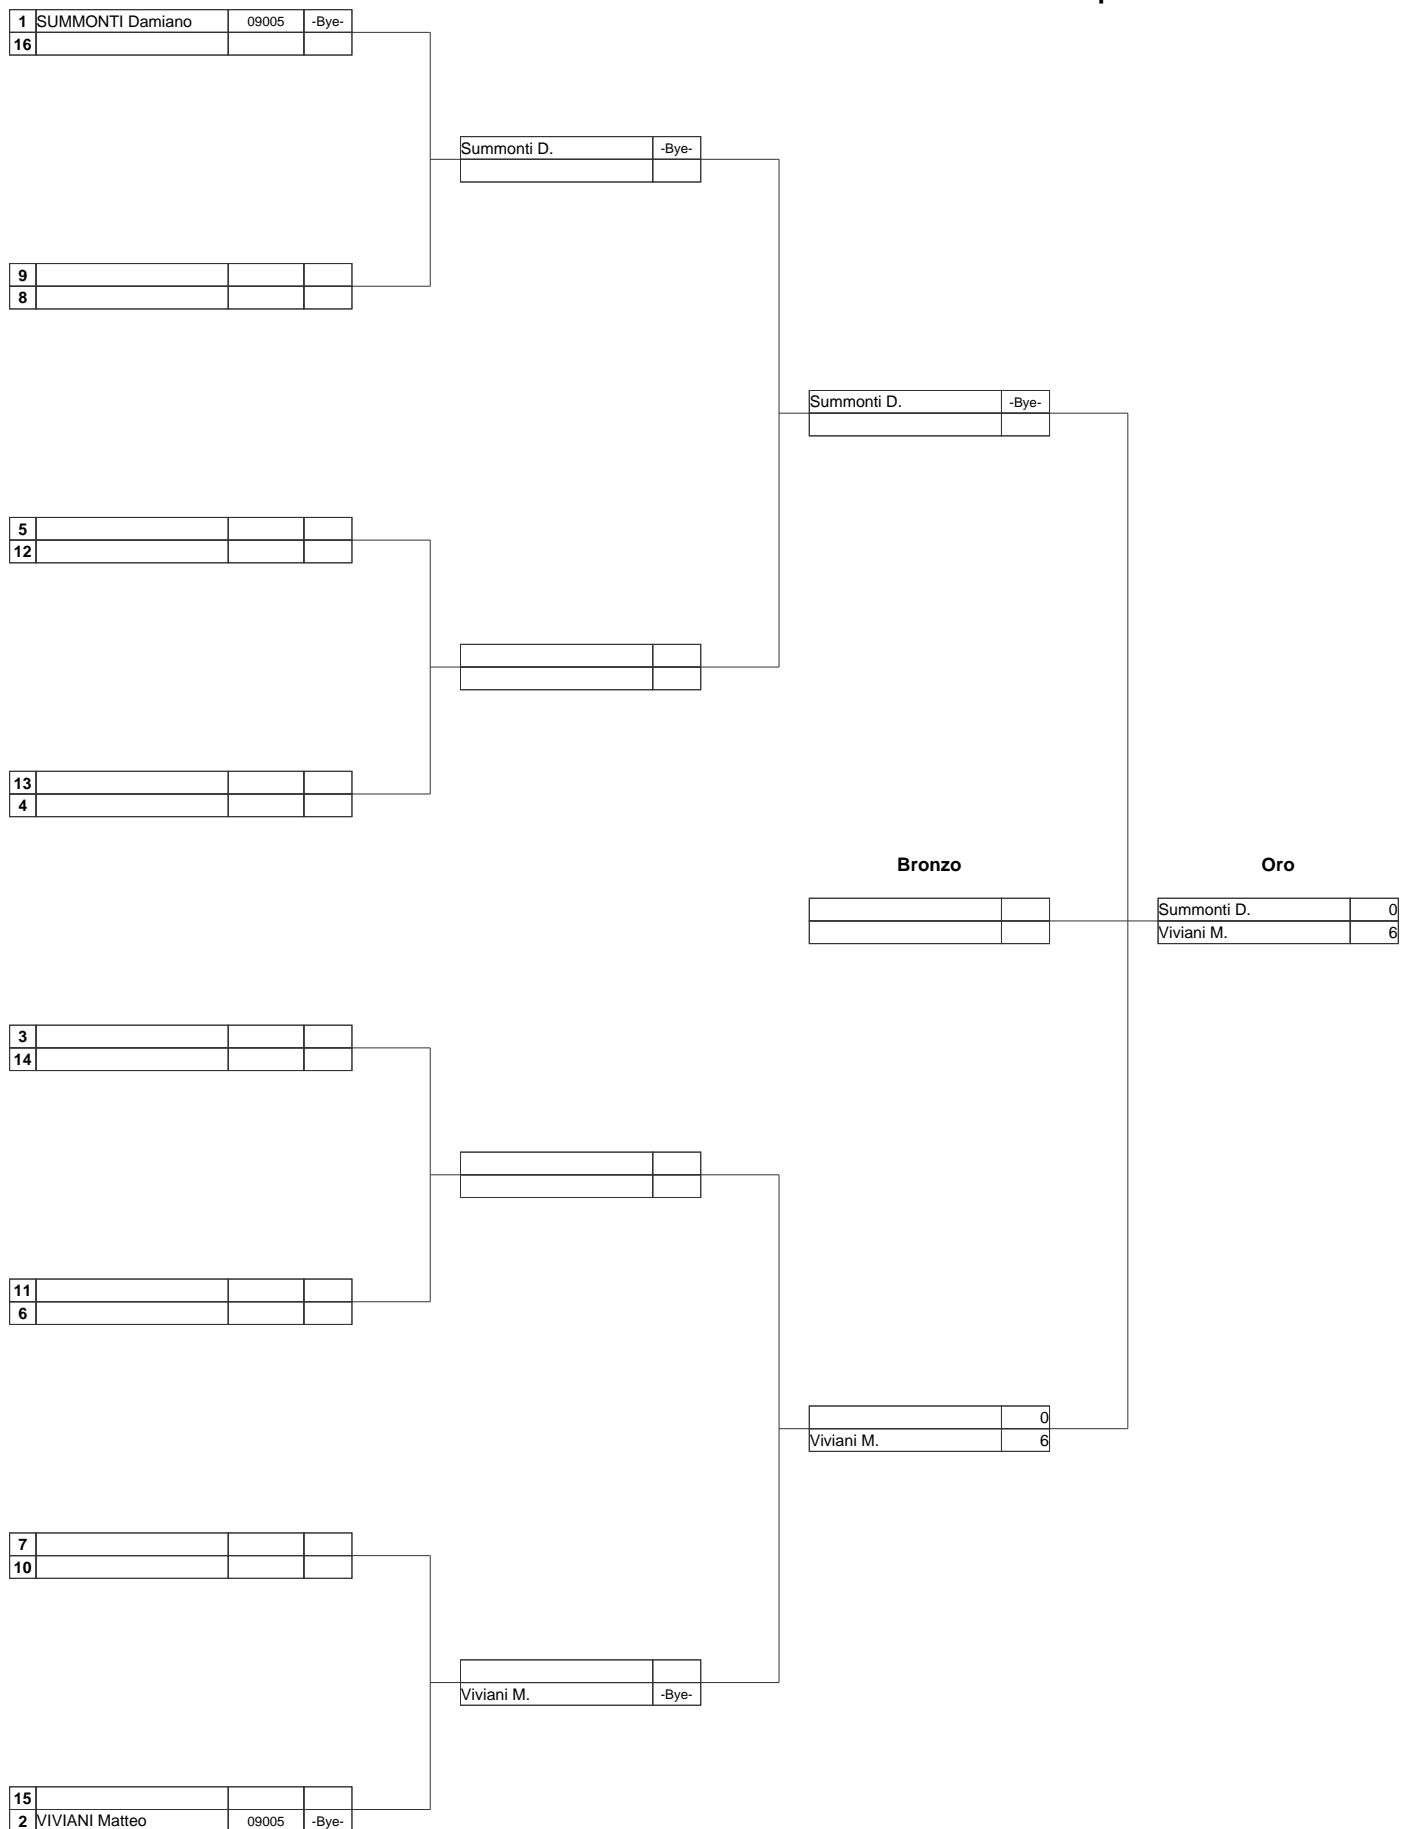 1 SUMMONTI Damiano 09005 -Bye-
16
Summonti D. -Bye-
9
8
Summonti D. -Bye-
5
12
13
4
Bronzo Oro
Summonti D. 0
Viviani M. 6
3
14
11
6
0
Viviani M. 6
7
10
Viviani M. -Bye-
15
2 VIVIANI Matteo 09005 -Bye-